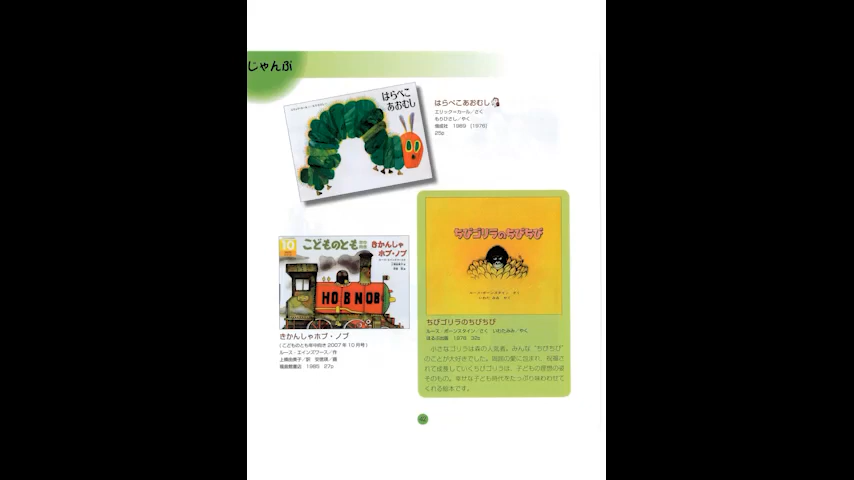 じゃんぷ
はらぺこ
あおむし
はらぺこあおむし
エリック=カール／さく
もりひさし／やく
偕成社 1989 (1976)
25p
ちびゴリラのちびちび
10
こどものとも
きかんしゃ
ホブ・ノブ
HOBNOB
きかんしゃホブ・ノブ
(こどものとも年中向き 2007年10月号)
ルース・エインズワース／作
上條由美子／訳 安徳瑛／画
福音館書店 1985 27p
ちびゴリラのちびちび
ルース・ボーンスタイン／さく いわたみみ／やく
ほるぷ出版 1978 32p
小さなゴリラは森の人気者。みんな“ちびちび”
のことが大好きでした。周囲の愛に包まれ、祝福さ
れて成長していくちびゴリラは、子どもの理想の姿
そのもの。幸せな子ども時代をたっぷり味わわせて
くれる絵本です。